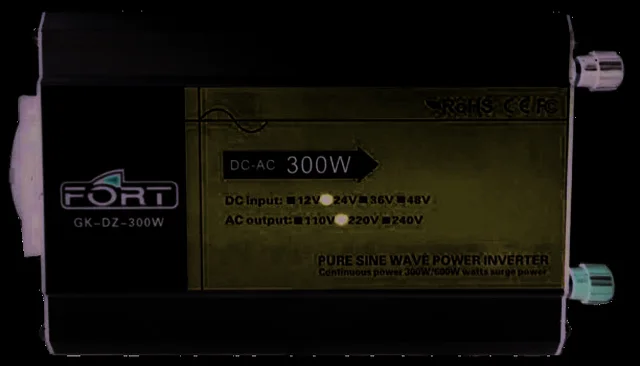 RoHS CE FC
DC-AC 300W
FORT
GK-DZ-300W
DC input: ■12V 24V■36V■48V
AC output:■110V 220V■240V
PURE SINE WAVE POWER INVERTER
Continuous power 300W/600W watts surge power